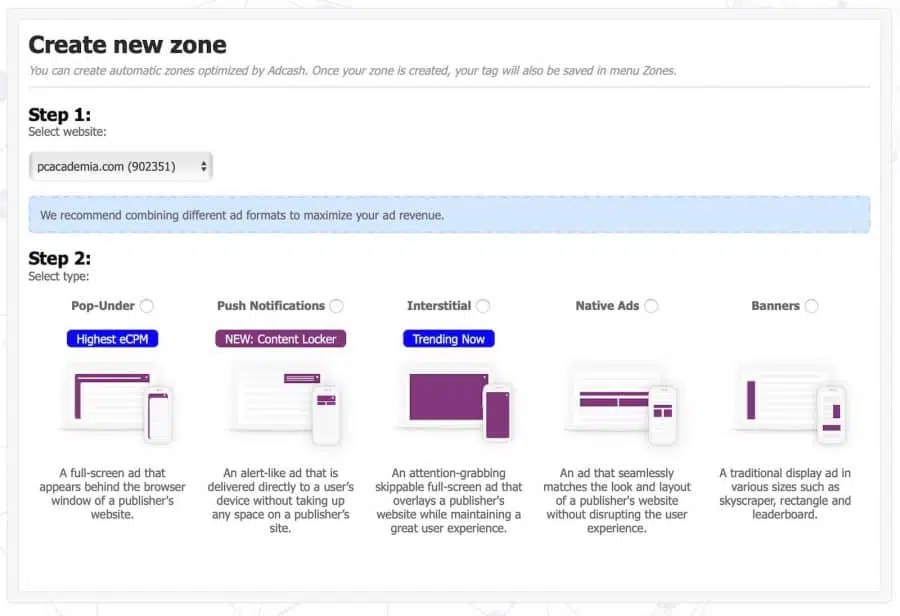 Create new zone
You can create automatic zones optimized by Adcash. Once your zone is created, your tag will also be saved in menu Zones.
Step 1:
Select website:
pcacademia.com (902351)
We recommend combining different ad formats to maximize your ad revenue.
Step 2:
Select type:
Pop-Under
Highest eCPM
A full-screen ad that
appears behind the browser
window of a publisher's
website.
Push Notifications
NEW: Content Locker
An alert-like ad that is
delivered directly to a user's
device without taking up
any space on a publisher's
site.
Interstitial
Trending Now
An attention-grabbing
skippable full-screen ad that
overlays a publisher's
website while maintaining a
great user experience.
Native Ads
An ad that seamlessly
matches the look and layout
of a publisher's website
without disrupting the user
experience.
Banners
A traditional display ad in
various sizes such as
skyscraper, rectangle and
leaderboard.